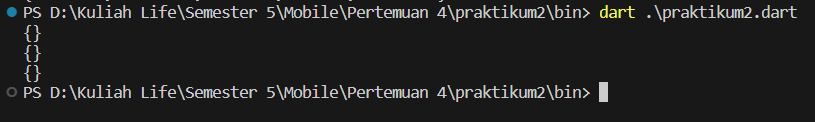 PS D:\Kuliah Life\Semester 5\Mobile\Pertemuan 4\praktikum2\bin> dart .\praktikum2.dart
{}
{}
{}
PS D:\Kuliah Life\Semester 5\Mobile\Pertemuan 4\praktikum2\bin>